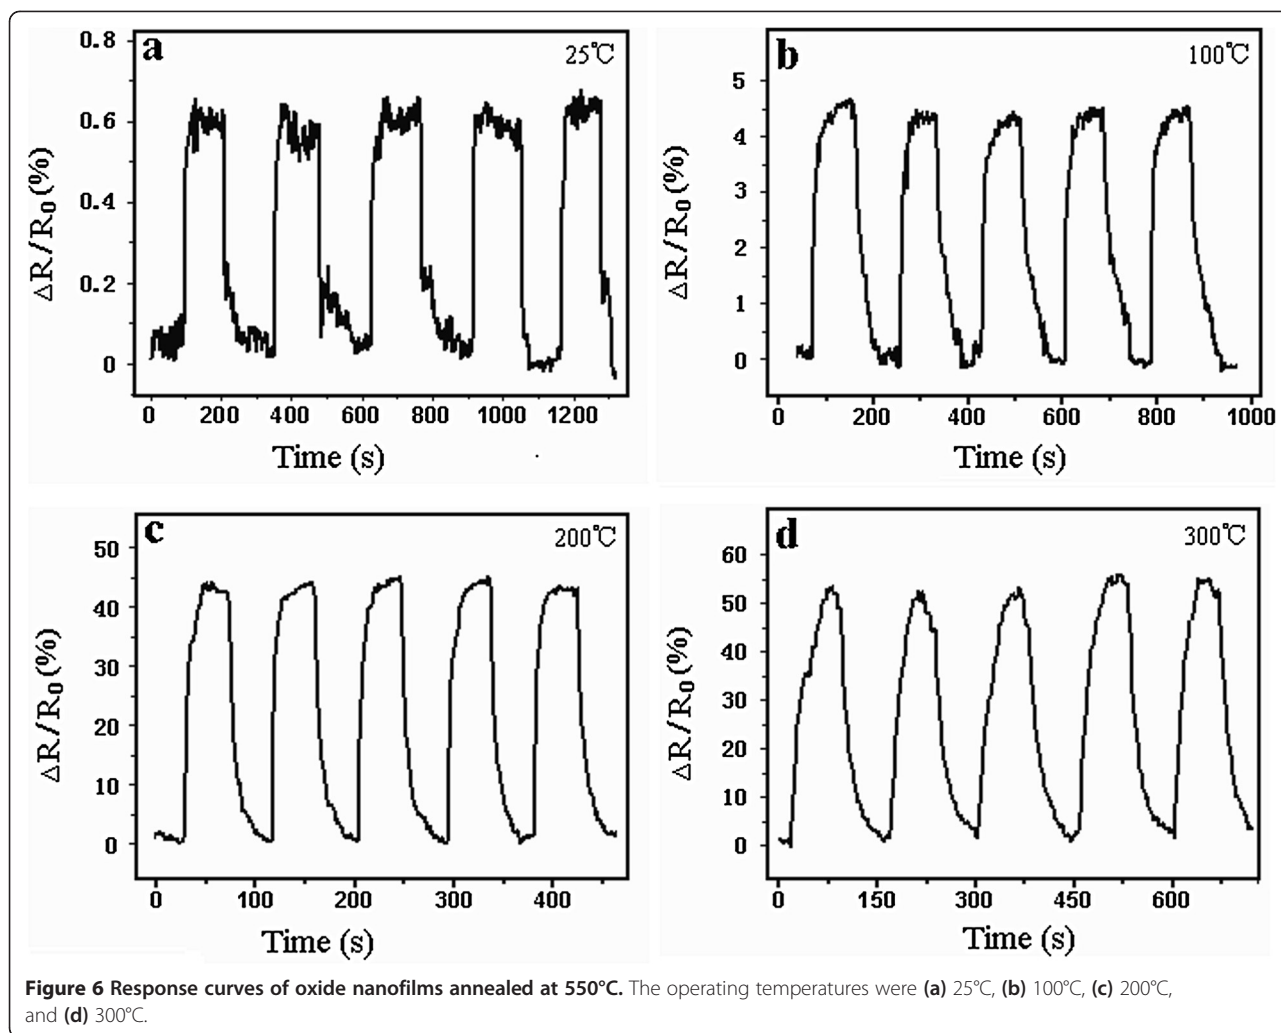 a
25℃
0.8
0.6
0.4
0.2
0
ΔR/R₀(%)
0 200 400 600 800 1000 1200
Time (s)
b
100℃
5
4
3
2
1
0
ΔR/R₀(%)
0 200 400 600 800 1000
Time (s)
c
200℃
50
40
30
20
10
0
ΔR/R₀(%)
0 100 200 300 400
Time (s)
d
300℃
60
50
40
30
20
10
0
ΔR/R₀(%)
0 150 300 450 600
Time (s)
Figure 6 Response curves of oxide nanofilms annealed at 550°C. The operating temperatures were (a) 25°C, (b) 100°C, (c) 200°C,
and (d) 300°C.